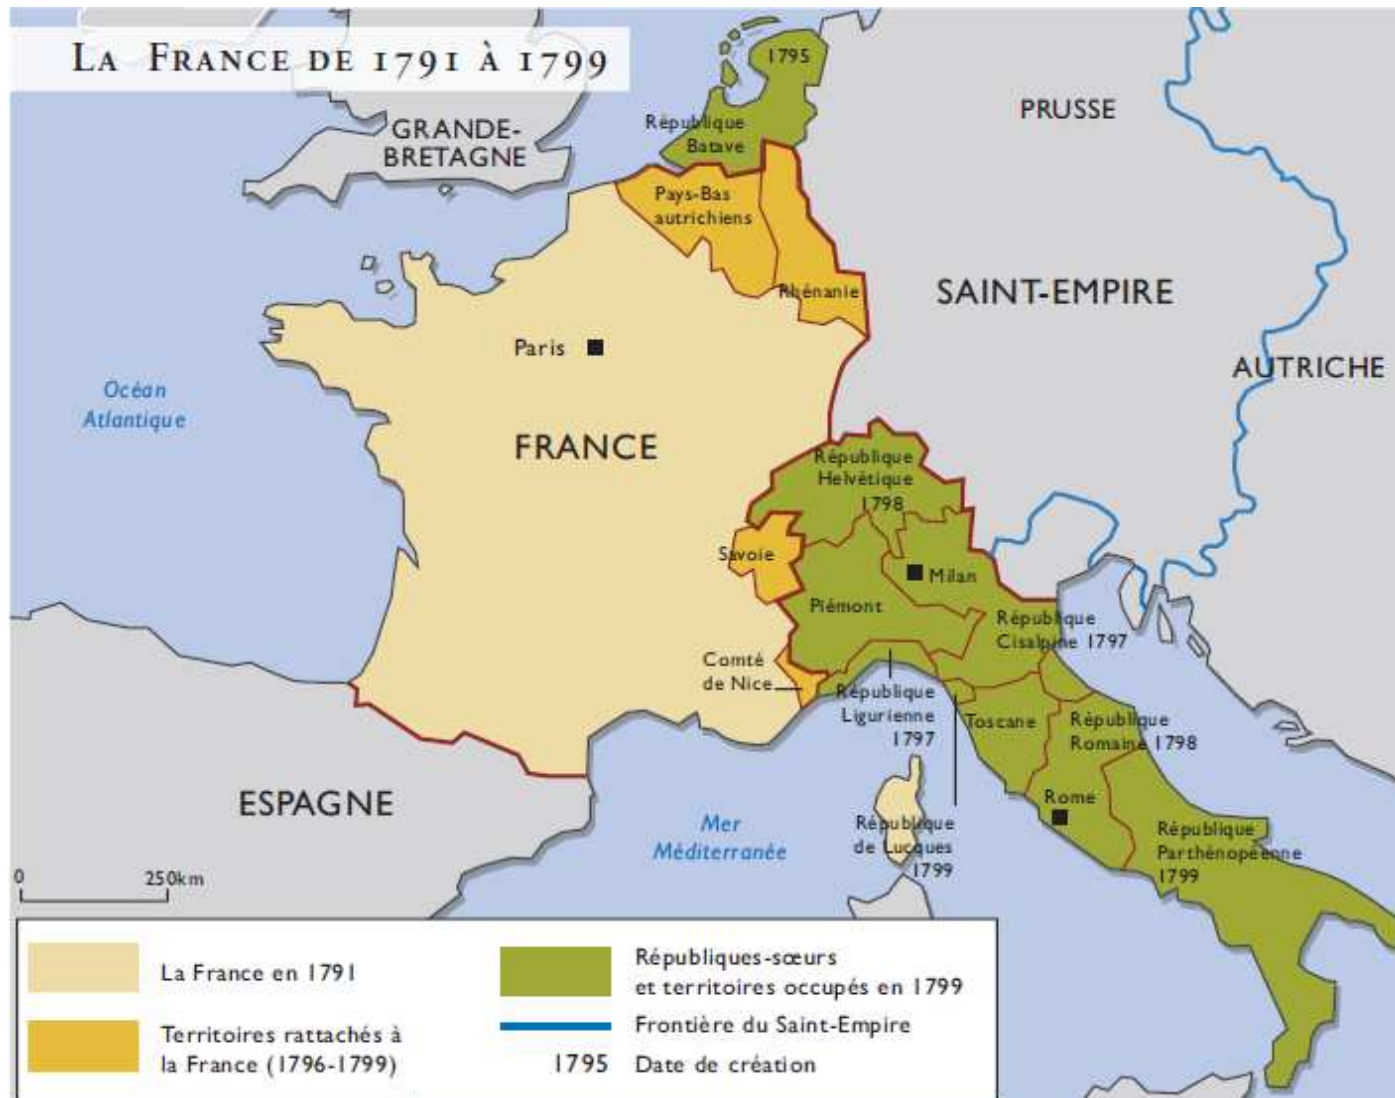 LA FRANCE DE 1791 À 1799
1795
PRUSSE
GRANDE-
BRETAGNE
République
Batave
Pays-Bas
autrichiens
Rhénanie
SAINT-EMPIRE
Paris
AUTRICHE
Océan
Atlantique
FRANCE
République
Helvétique
1798
Savoie
Milan
Piémont
République
Cisalpine 1797
Comté
de Nice
République
Ligurienne
1797
Toscane
République
Romaine 1798
ESPAGNE
Rome
Mer
Méditerranée
République
de Lucques
1799
République
Parthénopéenne
1799
0 250km
La France en 1791
Territoires rattachés à
la France (1796-1799)
Républiques-sœurs
et territoires occupés en 1799
Frontière du Saint-Empire
1795 Date de création